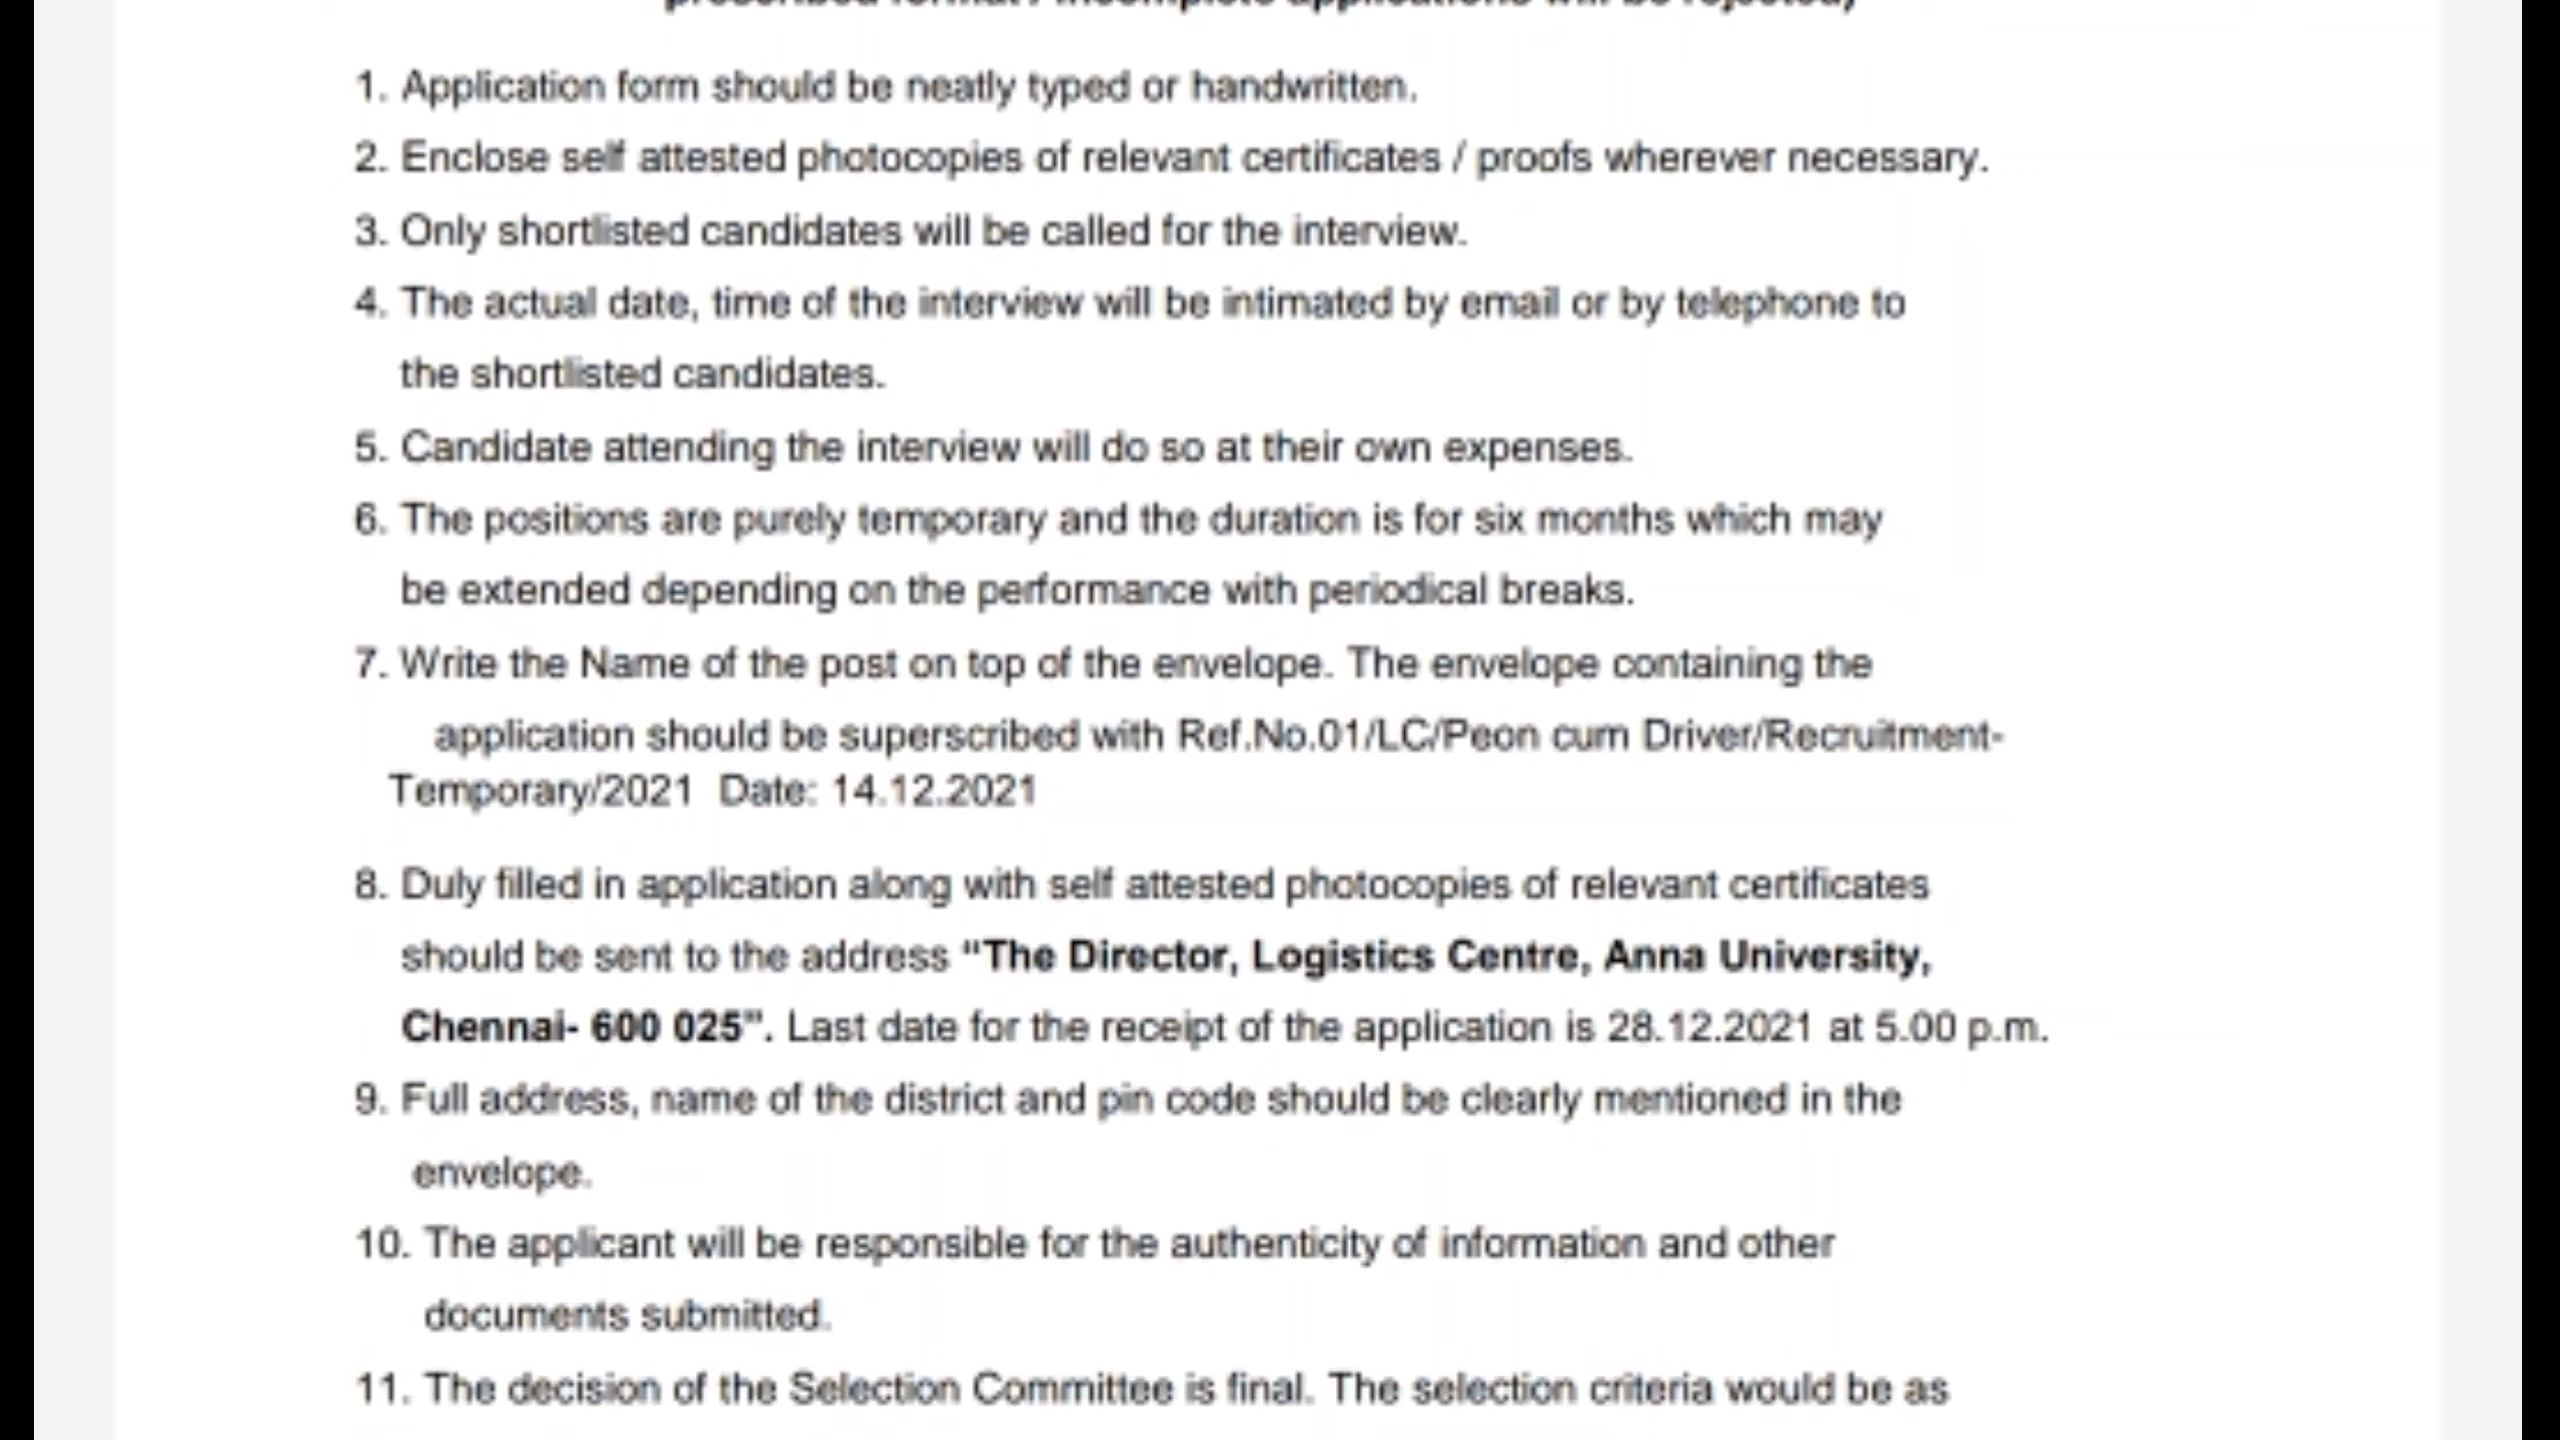 prescribed format / incomplete applications will be rejected)
1. Application form should be neatly typed or handwritten.
2. Enclose self attested photocopies of relevant certificates / proofs wherever necessary.
3. Only shortlisted candidates will be called for the interview.
4. The actual date, time of the interview will be intimated by email or by telephone to
the shortlisted candidates.
5. Candidate attending the interview will do so at their own expenses.
6. The positions are purely temporary and the duration is for six months which may
be extended depending on the performance with periodical breaks.
7. Write the Name of the post on top of the envelope. The envelope containing the
application should be superscribed with Ref.No.01/LC/Peon cum Driver/Recruitment-
Temporary/2021 Date: 14.12.2021
8. Duly filled in application along with self attested photocopies of relevant certificates
should be sent to the address “The Director, Logistics Centre, Anna University,
Chennai- 600 025”. Last date for the receipt of the application is 28.12.2021 at 5.00 p.m.
9. Full address, name of the district and pin code should be clearly mentioned in the
envelope.
10. The applicant will be responsible for the authenticity of information and other
documents submitted.
11. The decision of the Selection Committee is final. The selection criteria would be as